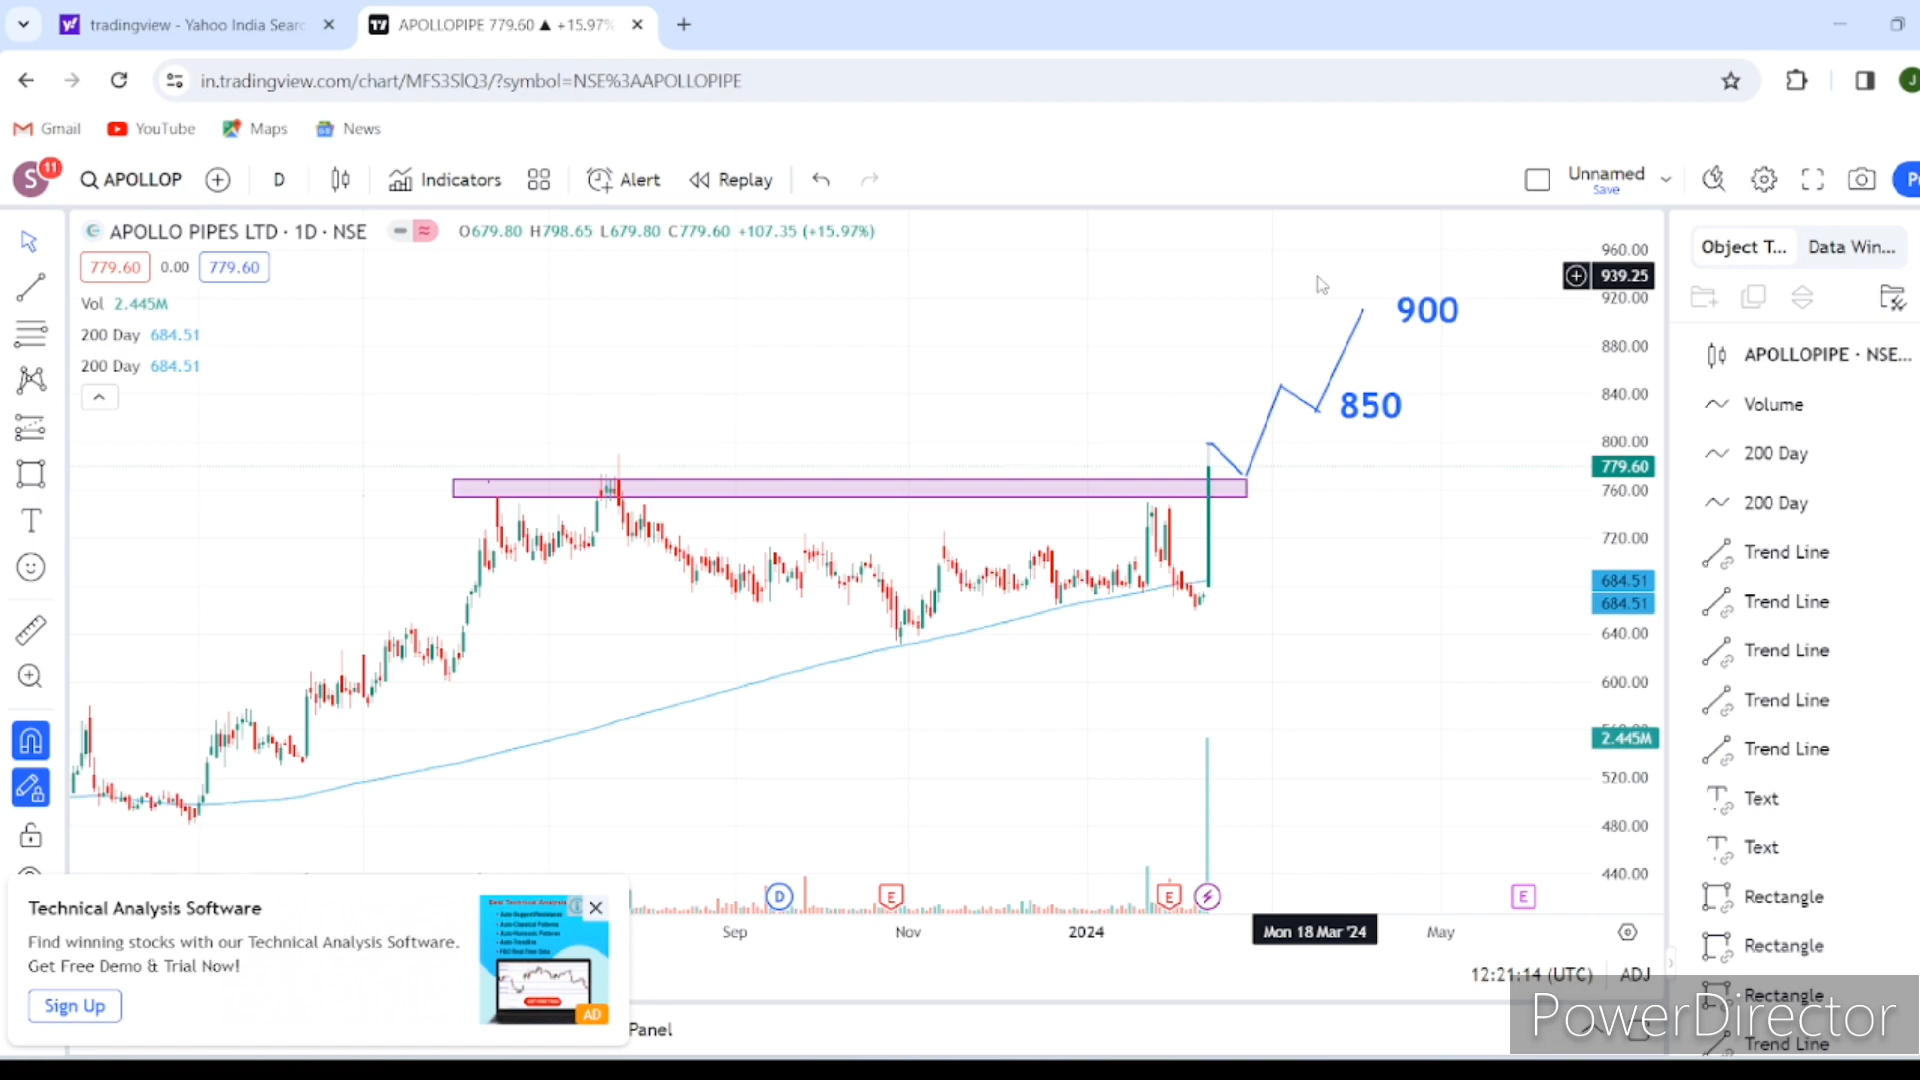 tradingview - Yahoo India Searc
APOLLOPIPE 779.60 ▲ +15.97%
in.tradingview.com/chart/MFS3SlQ3/?symbol=NSE%3AAPOLLOPIPE
J
Gmail
YouTube
Maps
News
S
11
APOLLOP
D
Indicators
Alert
Replay
Unnamed
Save
APOLLO PIPES LTD · 1D · NSE
O679.80 H798.65 L679.80 C779.60 +107.35 (+15.97%)
779.60 0.00 779.60
Vol 2.445M
200 Day 684.51
200 Day 684.51
900
850
960.00
939.25
920.00
880.00
840.00
800.00
779.60
760.00
720.00
684.51
684.51
640.00
600.00
2.445M
520.00
480.00
440.00
D
E
E
E
Sep
Nov
2024
Mon 18 Mar '24
May
12:21:14 (UTC)
ADJ
Object T...
Data Win...
APOLLOPIPE · NSE...
Volume
200 Day
200 Day
Trend Line
Trend Line
Trend Line
Trend Line
Trend Line
Text
Text
Rectangle
Rectangle
Rectangle
Trend Line
Technical Analysis Software
Find winning stocks with our Technical Analysis Software.
Get Free Demo & Trial Now!
Sign Up
AD
Panel
PowerDirector